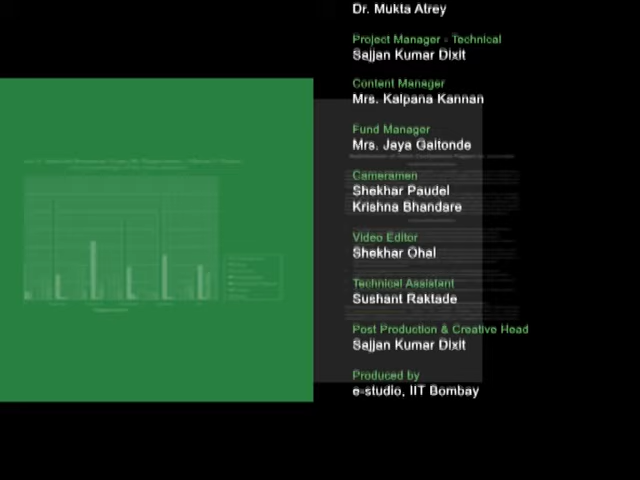 Dr. Mukta Atrey
Project Manager - Technical
Sajjan Kumar Dixit
Content Manager
Mrs. Kalpana Kannan
Fund Manager
Mrs. Jaya Gaitonde
Cameramen
Shekhar Paudel
Krishna Bhandare
Video Editor
Shekhar Ohal
Technical Assistant
Sushant Raktade
Post Production & Creative Head
Sajjan Kumar Dixit
Produced by
e-studio, IIT Bombay